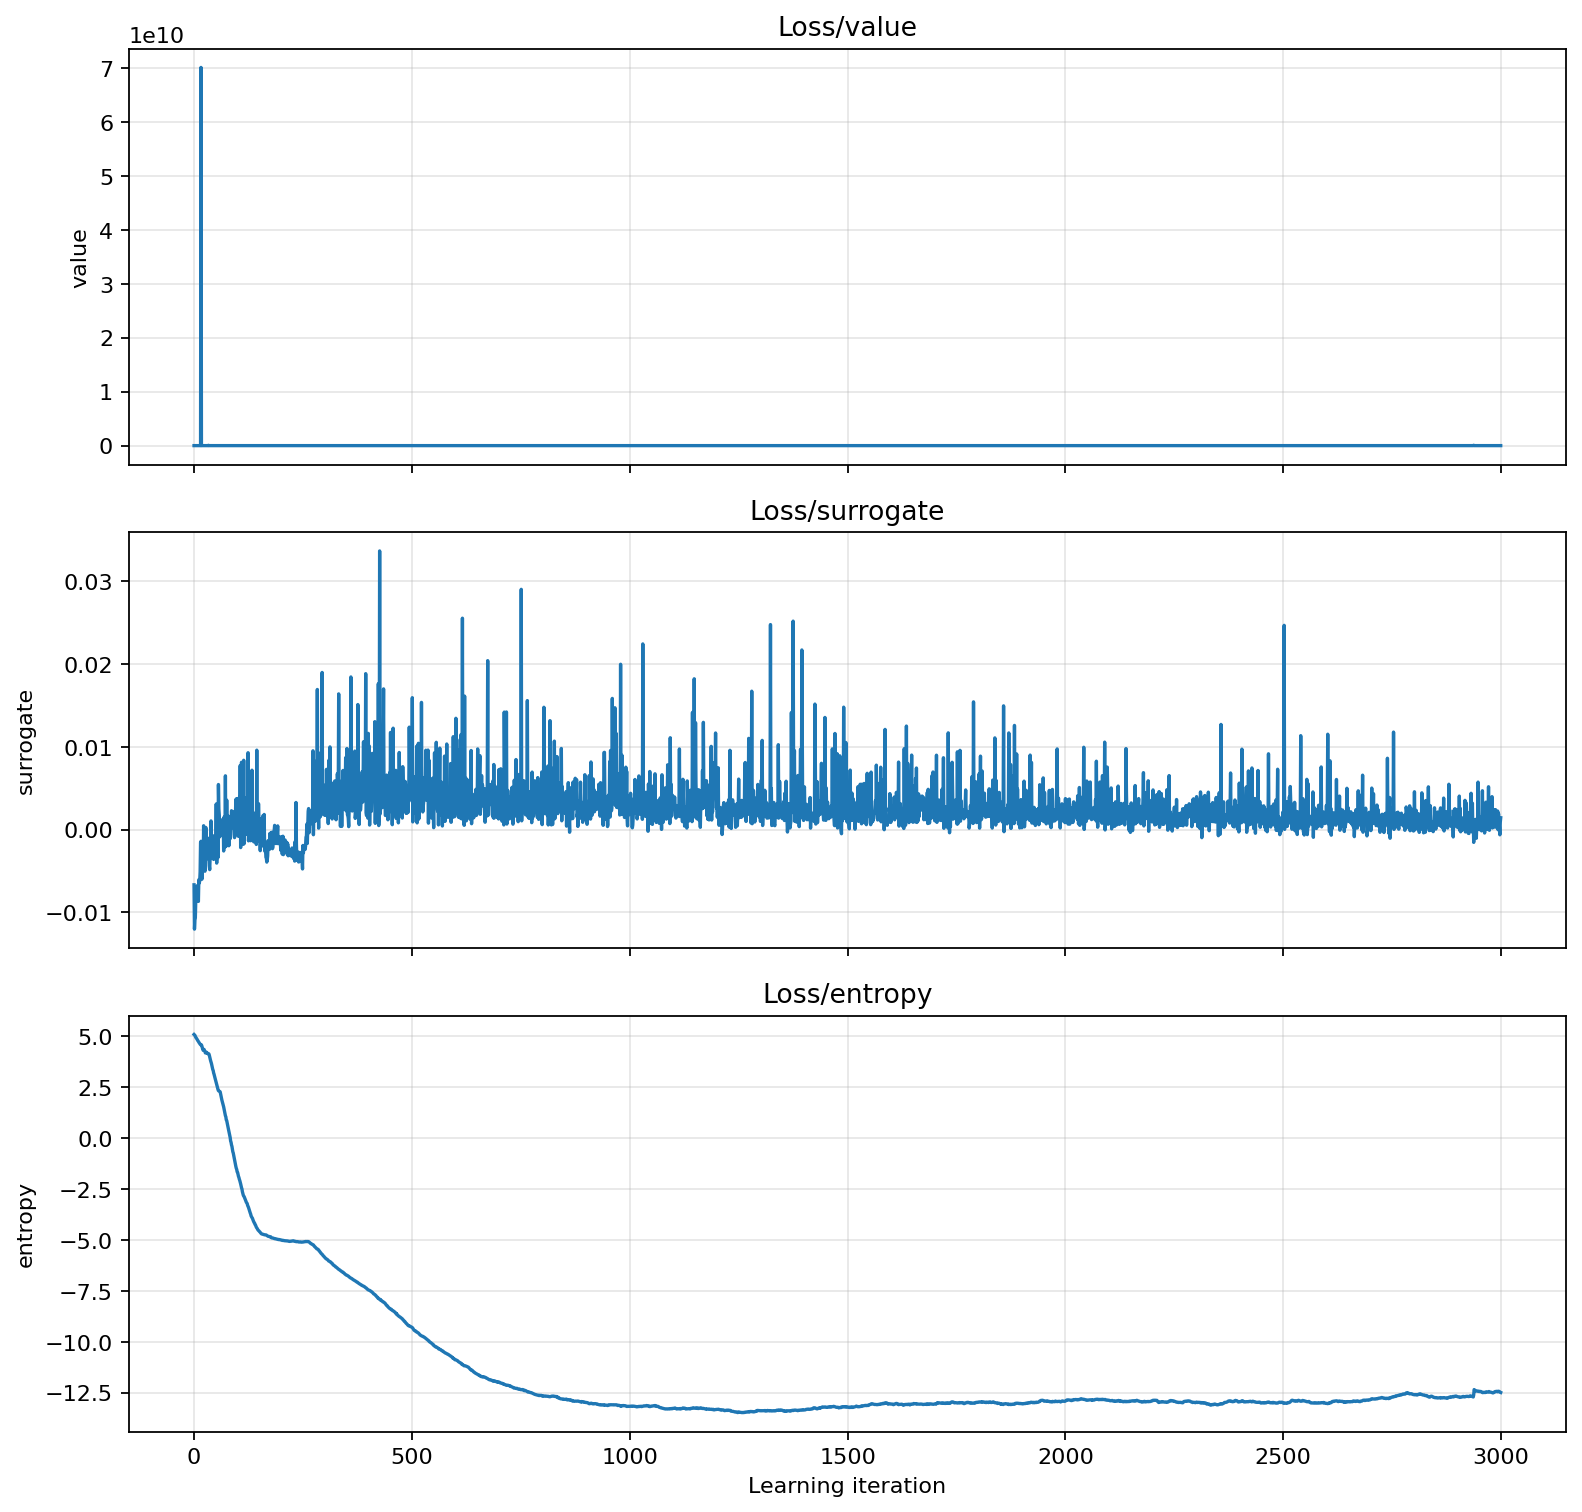 Loss/value
1e10
7
6
5
4
3
2
1
0
value
Loss/surrogate
0.03
0.02
0.01
0.00
−0.01
surrogate
Loss/entropy
5.0
2.5
0.0
−2.5
−5.0
−7.5
−10.0
−12.5
entropy
0 500 1000 1500 2000 2500 3000
Learning iteration